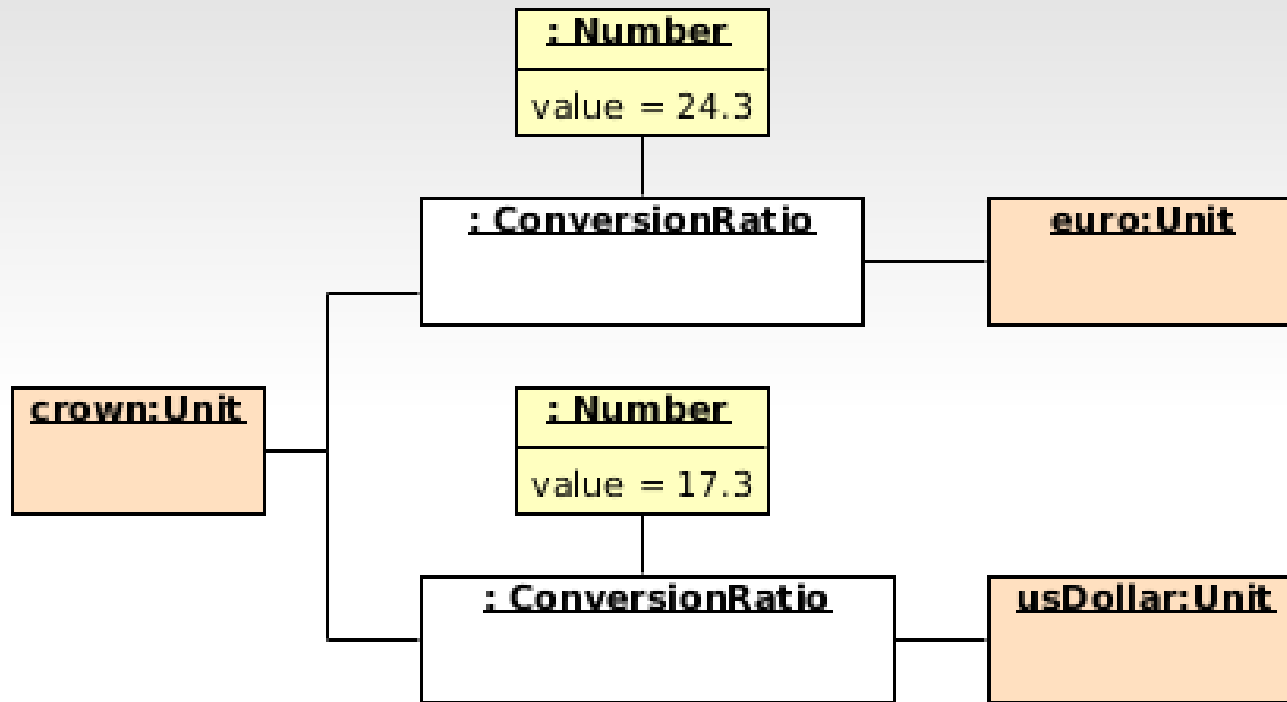 : Number
value = 24.3
: ConversionRatio
euro:Unit
crown:Unit
: Number
value = 17.3
: ConversionRatio
usDollar:Unit